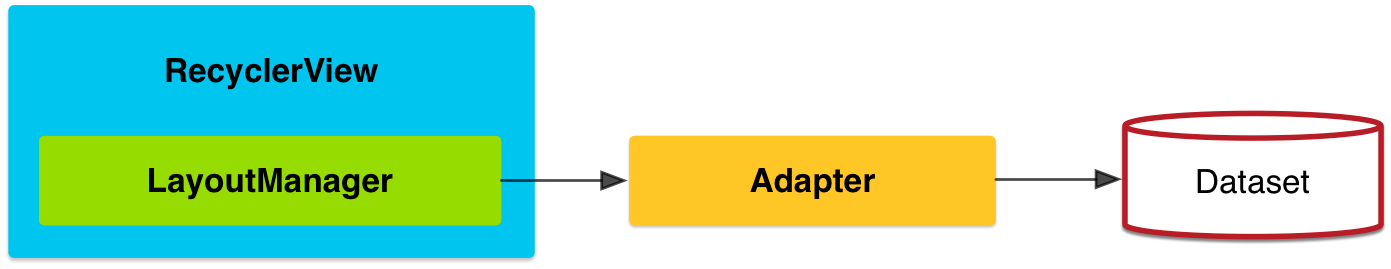 RecyclerView
LayoutManager
Adapter
Dataset